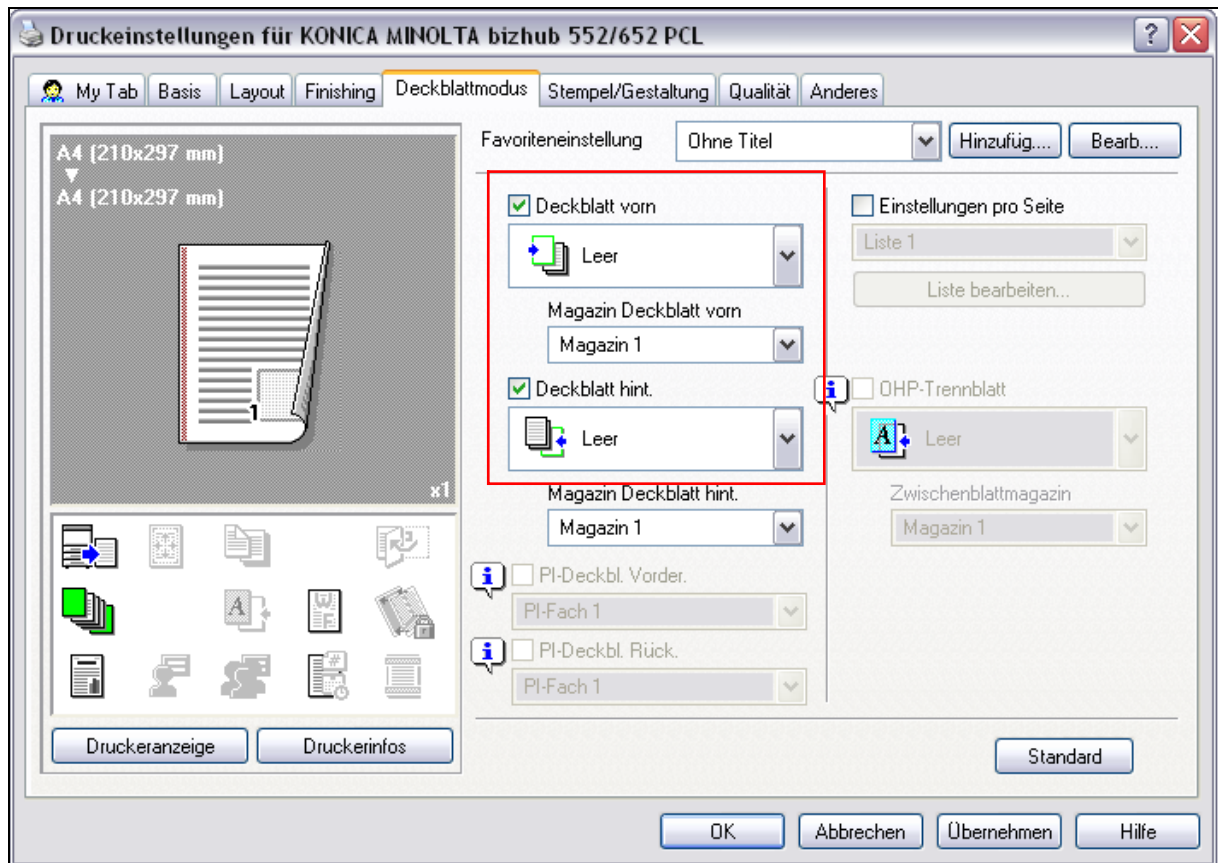 Druckeinstellungen für KONICA MINOLTA bizhub 552/652 PCL
My Tab Basis Layout Finishing Deckblattmodus Stempel/Gestaltung Qualität Anderes
A4 (210x297 mm)
A4 (210x297 mm)
1
x1
Druckeranzeige Druckerinfos
Favoriteneinstellung Ohne Titel Hinzufüg.... Bearb....
Deckblatt vorn
Leer
Magazin Deckblatt vorn
Magazin 1
Deckblatt hint.
Leer
Magazin Deckblatt hint.
Magazin 1
PI-Deckbl. Vorder.
PI-Fach 1
PI-Deckbl. Rück.
PI-Fach 1
Einstellungen pro Seite
Liste 1
Liste bearbeiten...
OHP-Trennblatt
Leer
Zwischenblattmagazin
Magazin 1
Standard
OK Abbrechen Übernehmen Hilfe